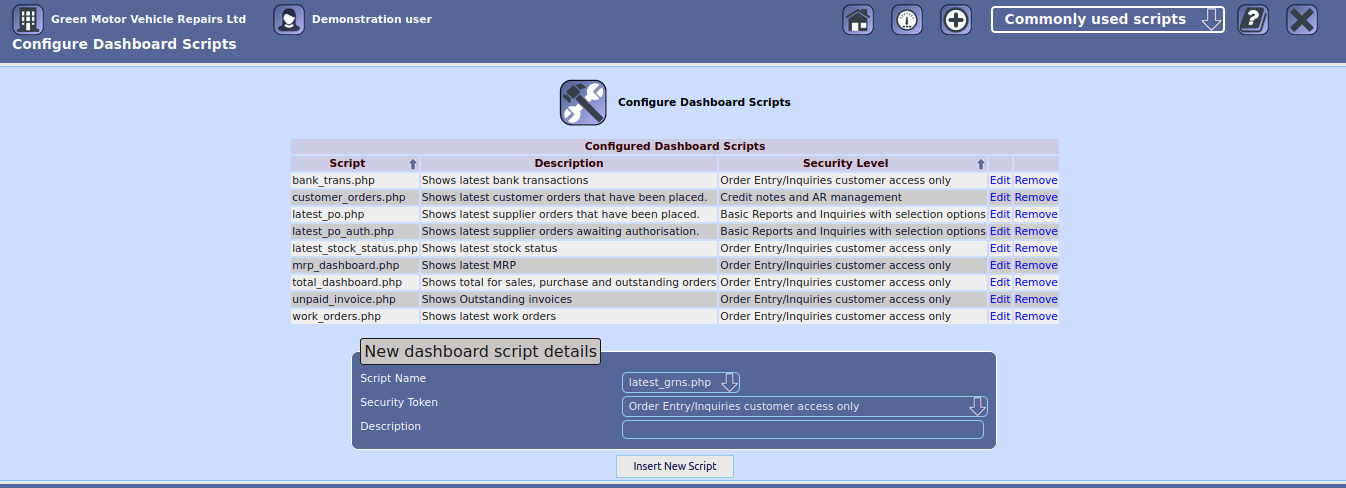 Green Motor Vehicle Repairs Ltd Demonstration user Commonly used scripts ?
Configure Dashboard Scripts
Configure Dashboard Scripts
Configured Dashboard Scripts
Script Description Security Level
bank_trans.php Shows latest bank transactions Order Entry/Inquiries customer access only Edit Remove
customer_orders.php Shows latest customer orders that have been placed. Credit notes and AR management Edit Remove
latest_po.php Shows latest supplier orders that have been placed. Basic Reports and Inquiries with selection options Edit Remove
latest_po_auth.php Shows latest supplier orders awaiting authorisation. Basic Reports and Inquiries with selection options Edit Remove
latest_stock_status.php Shows latest stock status Order Entry/Inquiries customer access only Edit Remove
mrp_dashboard.php Shows latest MRP Order Entry/Inquiries customer access only Edit Remove
total_dashboard.php Shows total for sales, purchase and outstanding orders Order Entry/Inquiries customer access only Edit Remove
unpaid_invoice.php Shows Outstanding invoices Order Entry/Inquiries customer access only Edit Remove
work_orders.php Shows latest work orders Order Entry/Inquiries customer access only Edit Remove
New dashboard script details
Script Name latest_grns.php
Security Token Order Entry/Inquiries customer access only
Description
Insert New Script